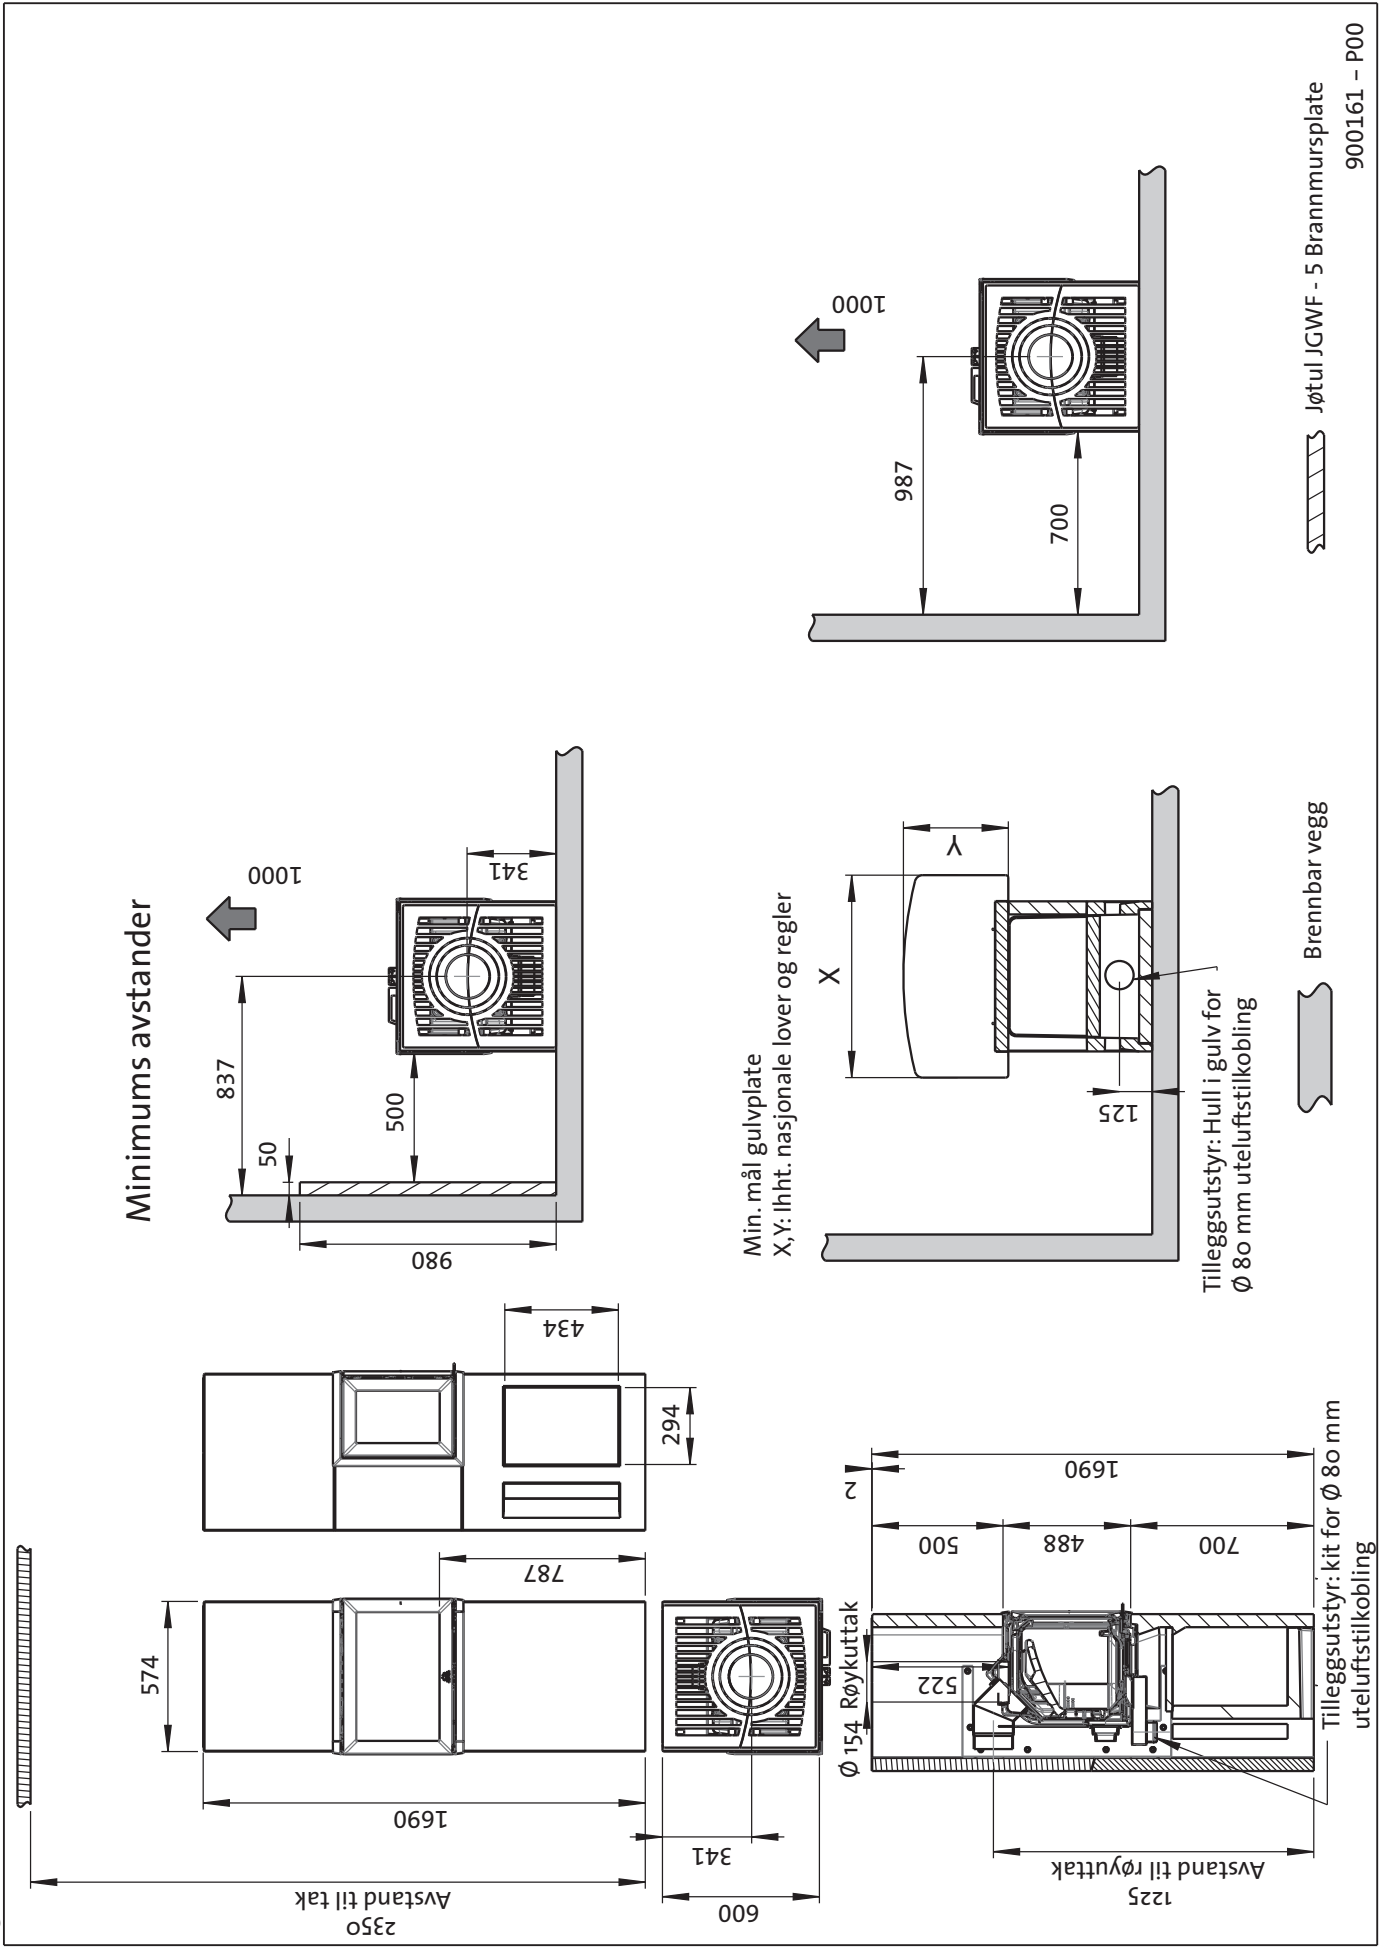 Minimums avstander
2350
Avstand til tak
1690
574
787
434
294
341
600
980
50
837
500
1000
341
987
700
1000
Ø 154 Røykuttak
522
500
488
700
2
1690
1225
Avstand til røyuttak
Tilleggsutstyr: kit for Ø 80 mm
uteluftstilkobling
Min. mål gulvplate
X,Y: Ihht. nasjonale lover og regler
X
Y
125
Tilleggsutstyr: Hull i gulv for
Ø 80 mm uteluftstilkobling
Brennbar vegg
Jøtul JGWF - 5 Brannmursplate
900161 – P00